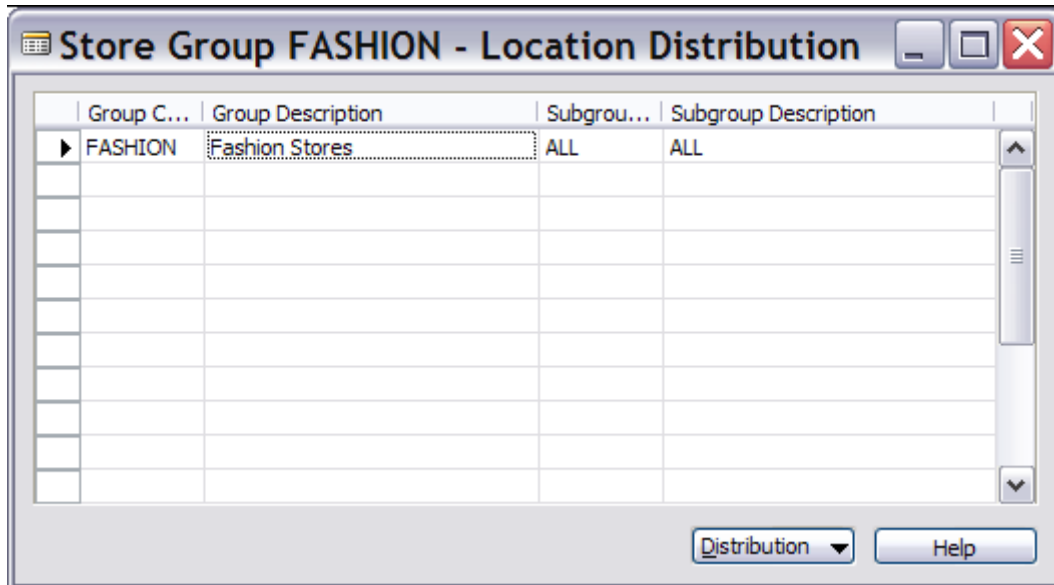 Store Group FASHION - Location Distribution
Group C... Group Description Subgrou... Subgroup Description
FASHION Fashion Stores ALL ALL
Distribution Help